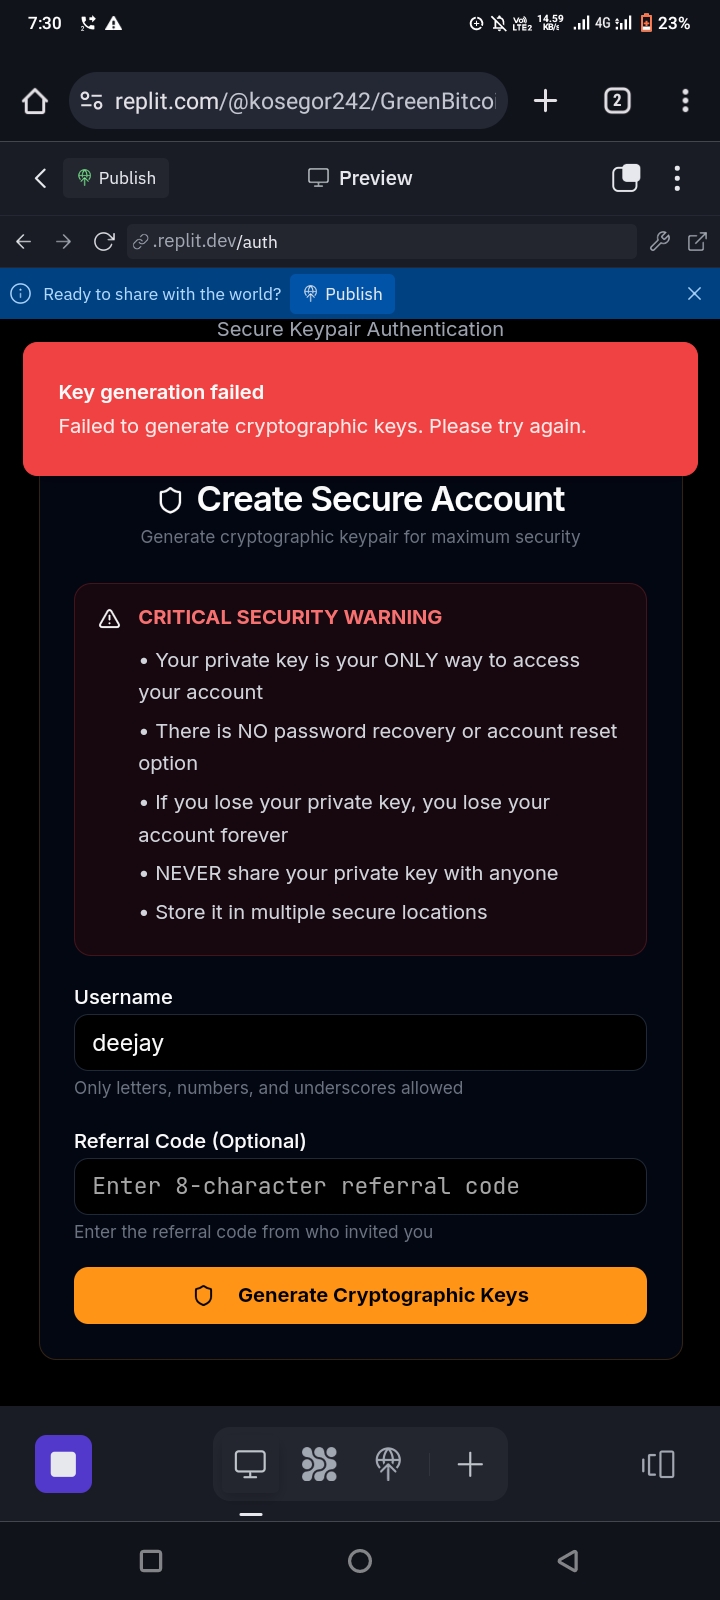 7:30
2
Vo)
LTE2
14.59
KB/s
4G
23%
replit.com/@kosegor242/GreenBitcoi
2
Publish
Preview
.replit.dev/auth
Ready to share with the world?
Publish
Secure Keypair Authentication
Key generation failed
Failed to generate cryptographic keys. Please try again.
Create Secure Account
Generate cryptographic keypair for maximum security
CRITICAL SECURITY WARNING
• Your private key is your ONLY way to access
your account
• There is NO password recovery or account reset
option
• If you lose your private key, you lose your
account forever
• NEVER share your private key with anyone
• Store it in multiple secure locations
Username
deejay
Only letters, numbers, and underscores allowed
Referral Code (Optional)
Enter 8-character referral code
Enter the referral code from who invited you
Generate Cryptographic Keys